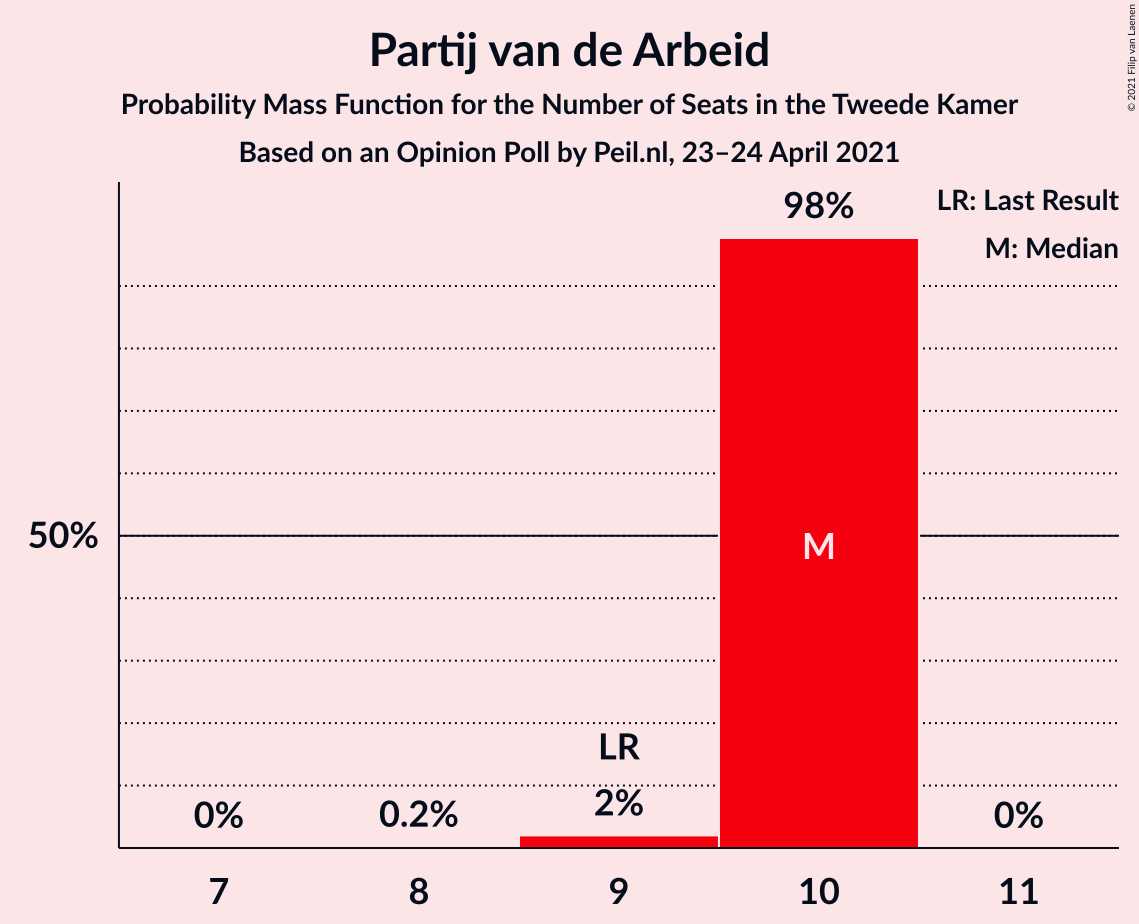 Partij van de Arbeid
Probability Mass Function for the Number of Seats in the Tweede Kamer
Based on an Opinion Poll by Peil.nl, 23–24 April 2021
© 2021 Filip van Laenen
98%
LR: Last Result
M: Median
50%
M
LR
0%
0.2%
2%
0%
7
8
9
10
11